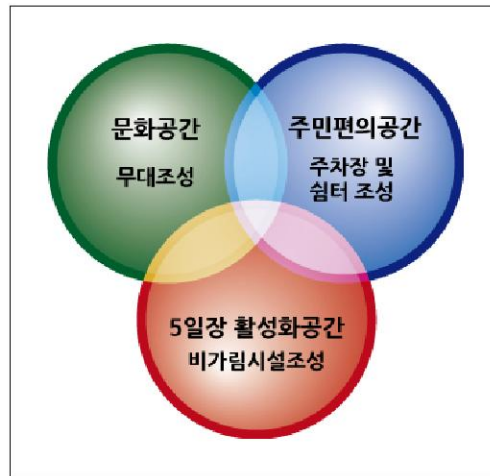 문화공간
무대조성
주민편의공간
주차장 및
쉼터 조성
5일장 활성화공간
비가림시설조성